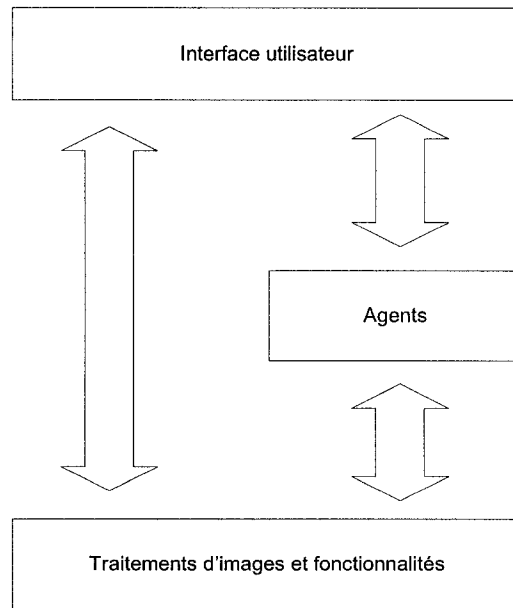 Interface utilisateur
Agents
Traitements d'images et fonctionnalités